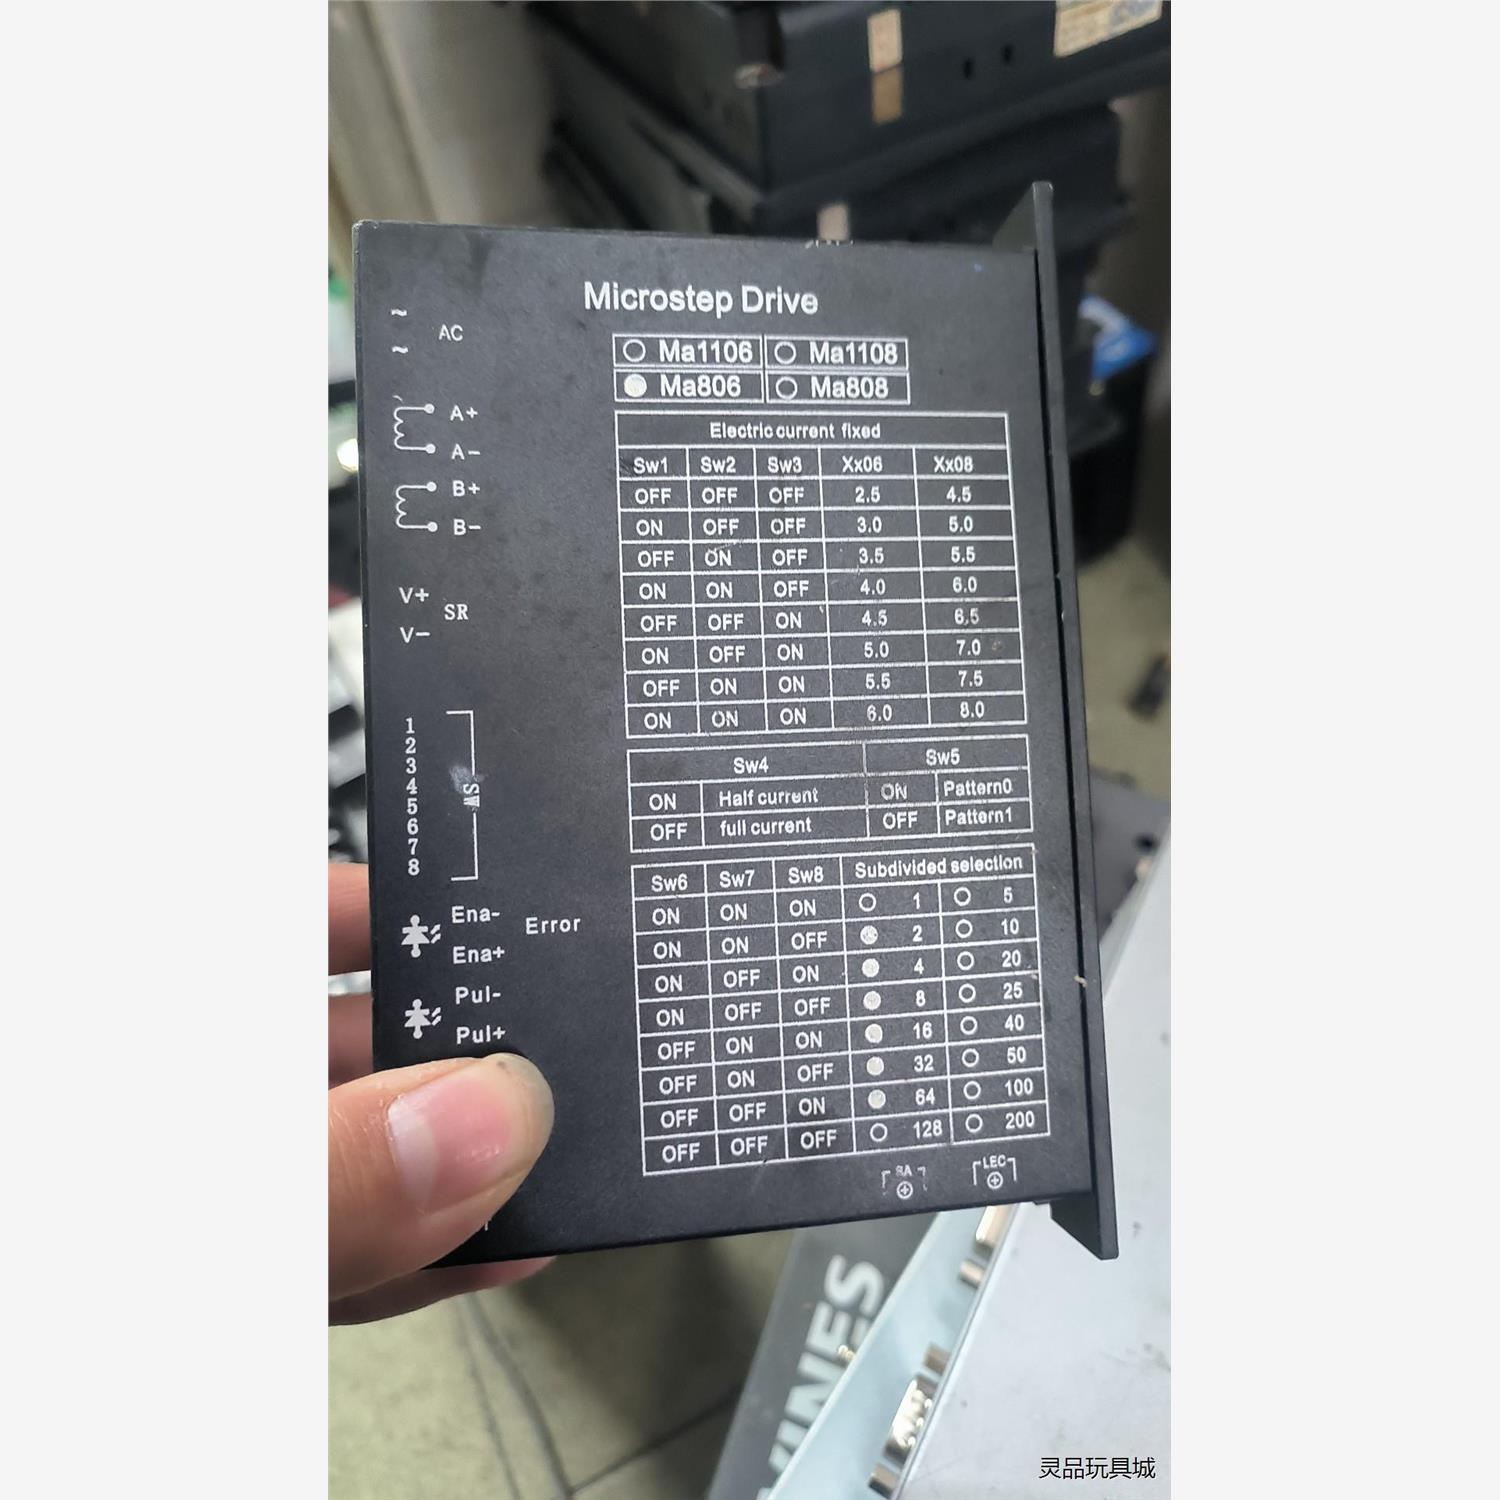 Microstep Drive
Ma1106 Ma1108
Ma806 Ma808
Electric current fixed
Sw1 Sw2 Sw3 Xx06 Xx08
OFF OFF OFF 2.5 4.5
ON OFF OFF 3.0 5.0
OFF ON OFF 3.5 5.5
ON ON OFF 4.0 6.0
OFF OFF ON 4.5 6.5
ON OFF ON 5.0 7.0
OFF ON ON 5.5 7.5
ON ON ON 6.0 8.0
Sw4 Sw5
ON Half current ON Pattern0
OFF full current OFF Pattern1
Sw6 Sw7 Sw8 Subdivided selection
ON ON ON 1 5
ON ON OFF 2 10
ON OFF ON 4 20
ON OFF OFF 8 25
OFF ON ON 16 40
OFF ON OFF 32 50
OFF OFF ON 64 100
OFF OFF OFF 128 200
~
AC
~
A+
A-
B+
B-
V+
SR
V-
1
2
3
4
5
6
7
8
SW
Ena-
Error
Ena+
Pul-
Pul+
SA LEC
灵品玩具城